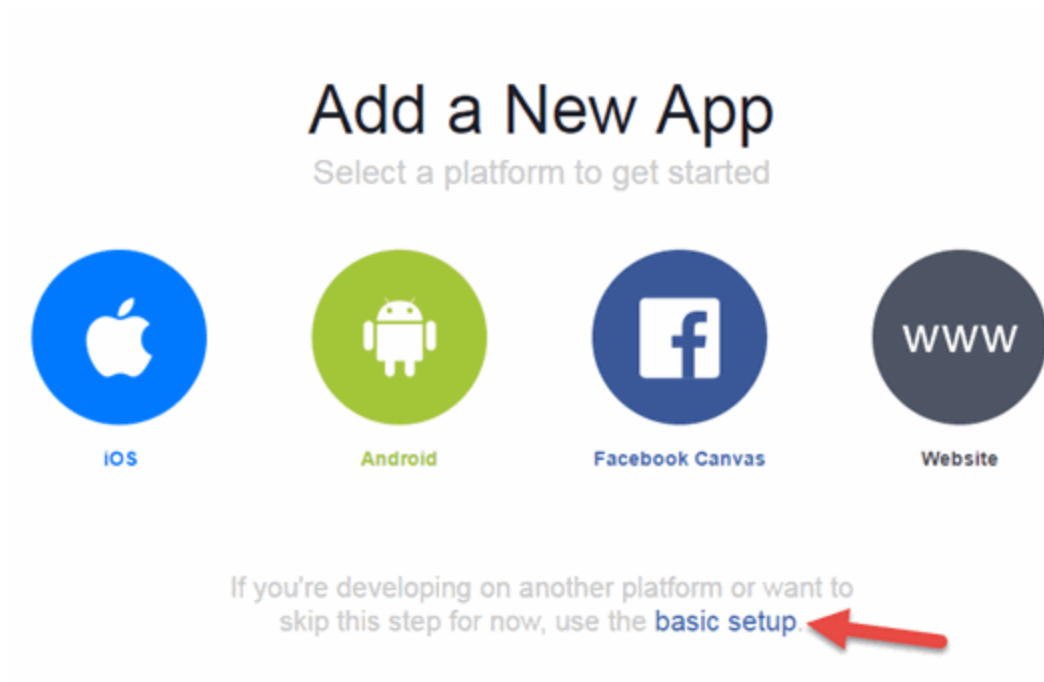 Add a New App
Select a platform to get started
www
iOS
Android
Facebook Canvas
Website
If you're developing on another platform or want to
skip this step for now, use the basic setup.